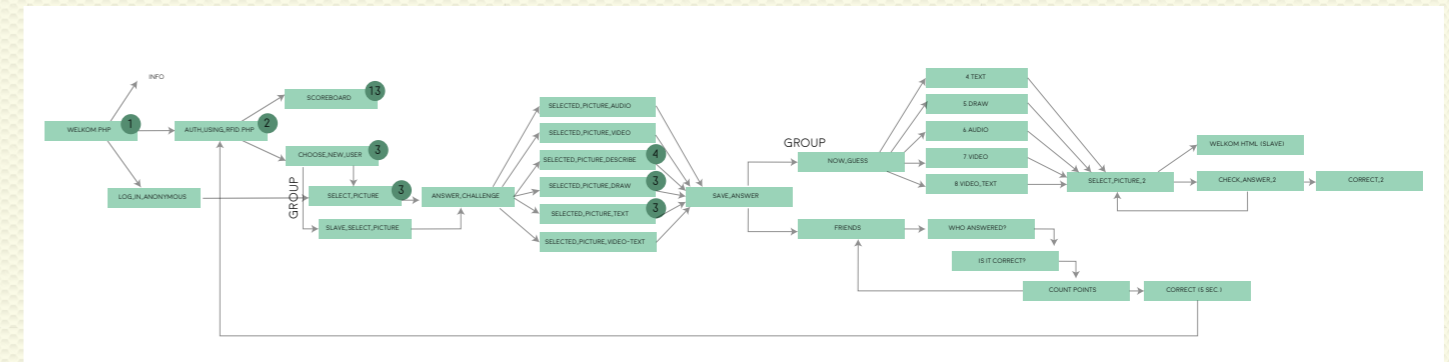 INFO
SCOREBOARD
13
WELKOM.PHP
1
AUTH_USING_RFID.PHP
2
CHOOSE_NEW_USER
3
LOG_IN_ANONYMOUS
GROUP
SELECT_PICTURE
3
SLAVE_SELECT_PICTURE
ANSWER_CHALLENGE
SELECTED_PICTURE_AUDIO
SELECTED_PICTURE_VIDEO
SELECTED_PICTURE_DESCRIBE
4
SELECTED_PICTURE_DRAW
3
SELECTED_PICTURE_TEXT
3
SELECTED_PICTURE_VIDEO-TEXT
SAVE_ANSWER
GROUP
NOW_GUESS
4 TEXT
5 DRAW
6 AUDIO
7 VIDEO
8 VIDEO_TEXT
SELECT_PICTURE_2
WELKOM.HTML (SLAVE)
CHECK_ANSWER_2
CORRECT_2
FRIENDS
WHO ANSWERED?
IS IT CORRECT?
COUNT POINTS
CORRECT (5 SEC.)